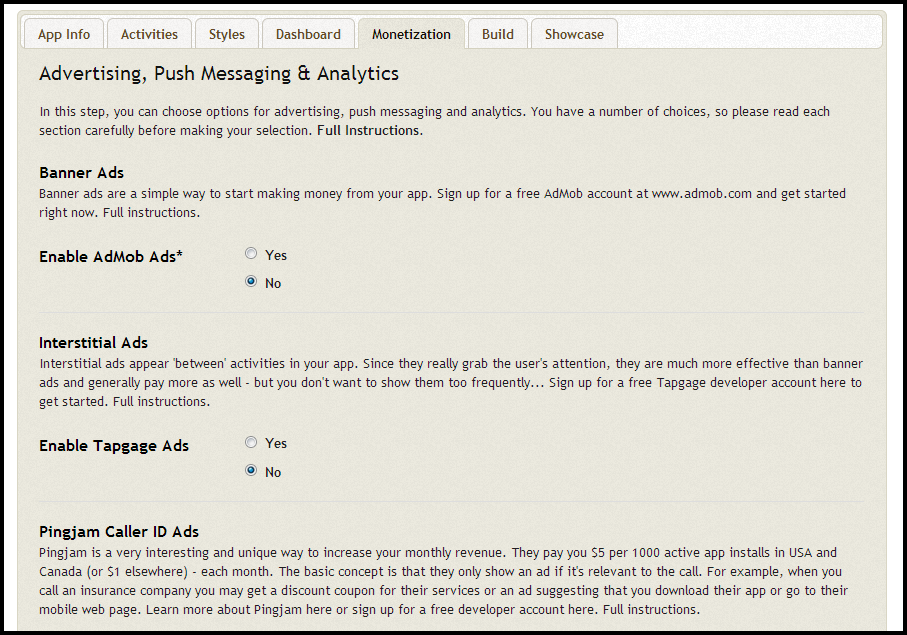 App Info
Activities
Styles
Dashboard
Monetization
Build
Showcase
Advertising, Push Messaging & Analytics
In this step, you can choose options for advertising, push messaging and analytics. You have a number of choices, so please read each
section carefully before making your selection. Full Instructions.
Banner Ads
Banner ads are a simple way to start making money from your app. Sign up for a free AdMob account at www.admob.com and get started
right now. Full instructions.
Enable AdMob Ads*
Yes
No
Interstitial Ads
Interstitial ads appear 'between' activities in your app. Since they really grab the user's attention, they are much more effective than banner
ads and generally pay more as well - but you don't want to show them too frequently... Sign up for a free Tapgage developer account here to
get started. Full instructions.
Enable Tapgage Ads
Yes
No
Pingjam Caller ID Ads
Pingjam is a very interesting and unique way to increase your monthly revenue. They pay you $5 per 1000 active app installs in USA and
Canada (or $1 elsewhere) - each month. The basic concept is that they only show an ad if it's relevant to the call. For example, when you
call an insurance company you may get a discount coupon for their services or an ad suggesting that you download their app or go to their
mobile web page. Learn more about Pingjam here or sign up for a free developer account here. Full instructions.